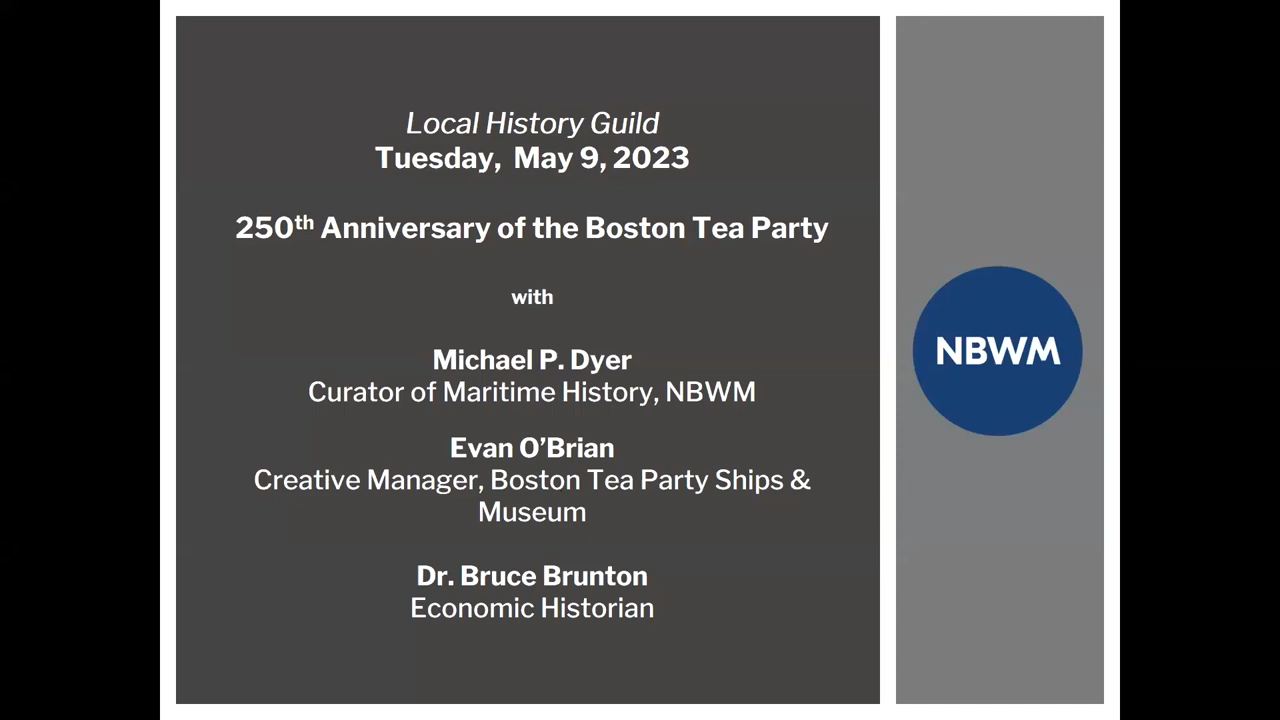 Local History Guild
Tuesday, May 9, 2023
250th Anniversary of the Boston Tea Party
with
Michael P. Dyer
Curator of Maritime History, NBWM
Evan O’Brian
Creative Manager, Boston Tea Party Ships &
Museum
Dr. Bruce Brunton
Economic Historian
NBWM